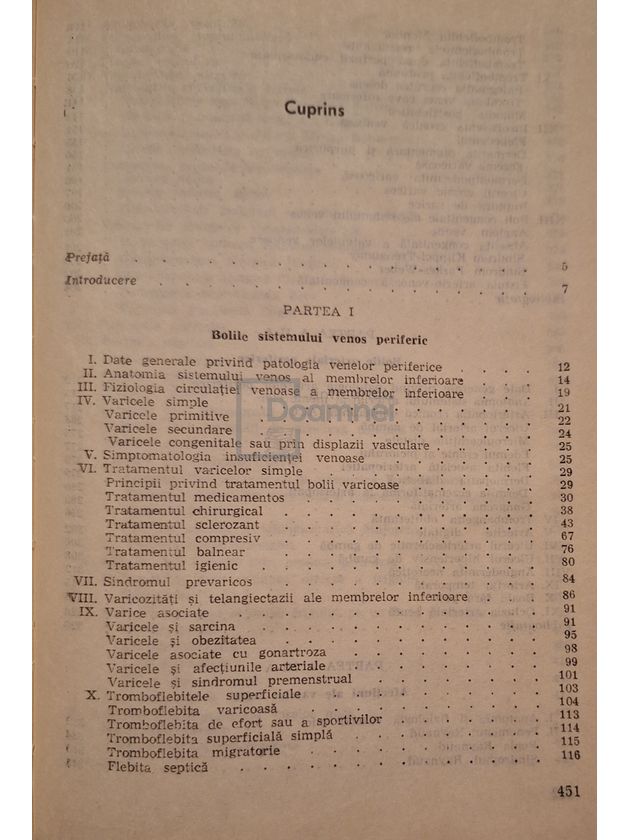 Cuprins
Prefață . . . . . . . . . . . . . . 5
Introducere . . . . . . . . . . . . . 7
PARTEA I
Bolile sistemului venos periferic
I. Date generale privind patologia venelor periferice . . . . 12
II. Anatomia sistemului venos al membrelor inferioare . . . 14
III. Fiziologia circulației venoase a membrelor inferioare . . . 19
IV. Varicele simple . . . . . . . . . . 21
Varicele primitive . . . . . . . . . . 22
Varicele secundare . . . . . . . . . . 24
Varicele congenitale sau prin displazii vasculare . . . . 25
V. Simptomatologia insuficienței venoase . . . . . . 25
VI. Tratamentul varicelor simple . . . . . . . . 29
Principii privind tratamentul bolii varicoase . . . . . 29
Tratamentul medicamentos . . . . . . . . 30
Tratamentul chirurgical . . . . . . . . . 38
Tratamentul sclerozant . . . . . . . . . 43
Tratamentul compresiv . . . . . . . . . 67
Tratamentul balnear . . . . . . . . . . 76
Tratamentul igienic . . . . . . . . . . 80
VII. Sindromul prevaricos . . . . . . . . . . 84
VIII. Varicozități și telangiectazii ale membrelor inferioare . . . 86
IX. Varice asociate . . . . . . . . . . . 91
Varicele și sarcina . . . . . . . . . . 91
Varicele și obezitatea . . . . . . . . . 95
Varicele asociate cu gonartroza . . . . . . . 98
Varicele și afecțiunile arteriale . . . . . . . 99
Varicele și sindromul premenstrual . . . . . . 101
X. Tromboflebitele superficiale . . . . . . . . 103
Tromboflebita varicoasă . . . . . . . . . 104
Tromboflebita de efort sau a sportivilor . . . . . 113
Tromboflebita superficială simplă . . . . . . . 114
Tromboflebita migratorie . . . . . . . . 115
Flebita septică . . . . . . . . . . . 116
451
Doamnei